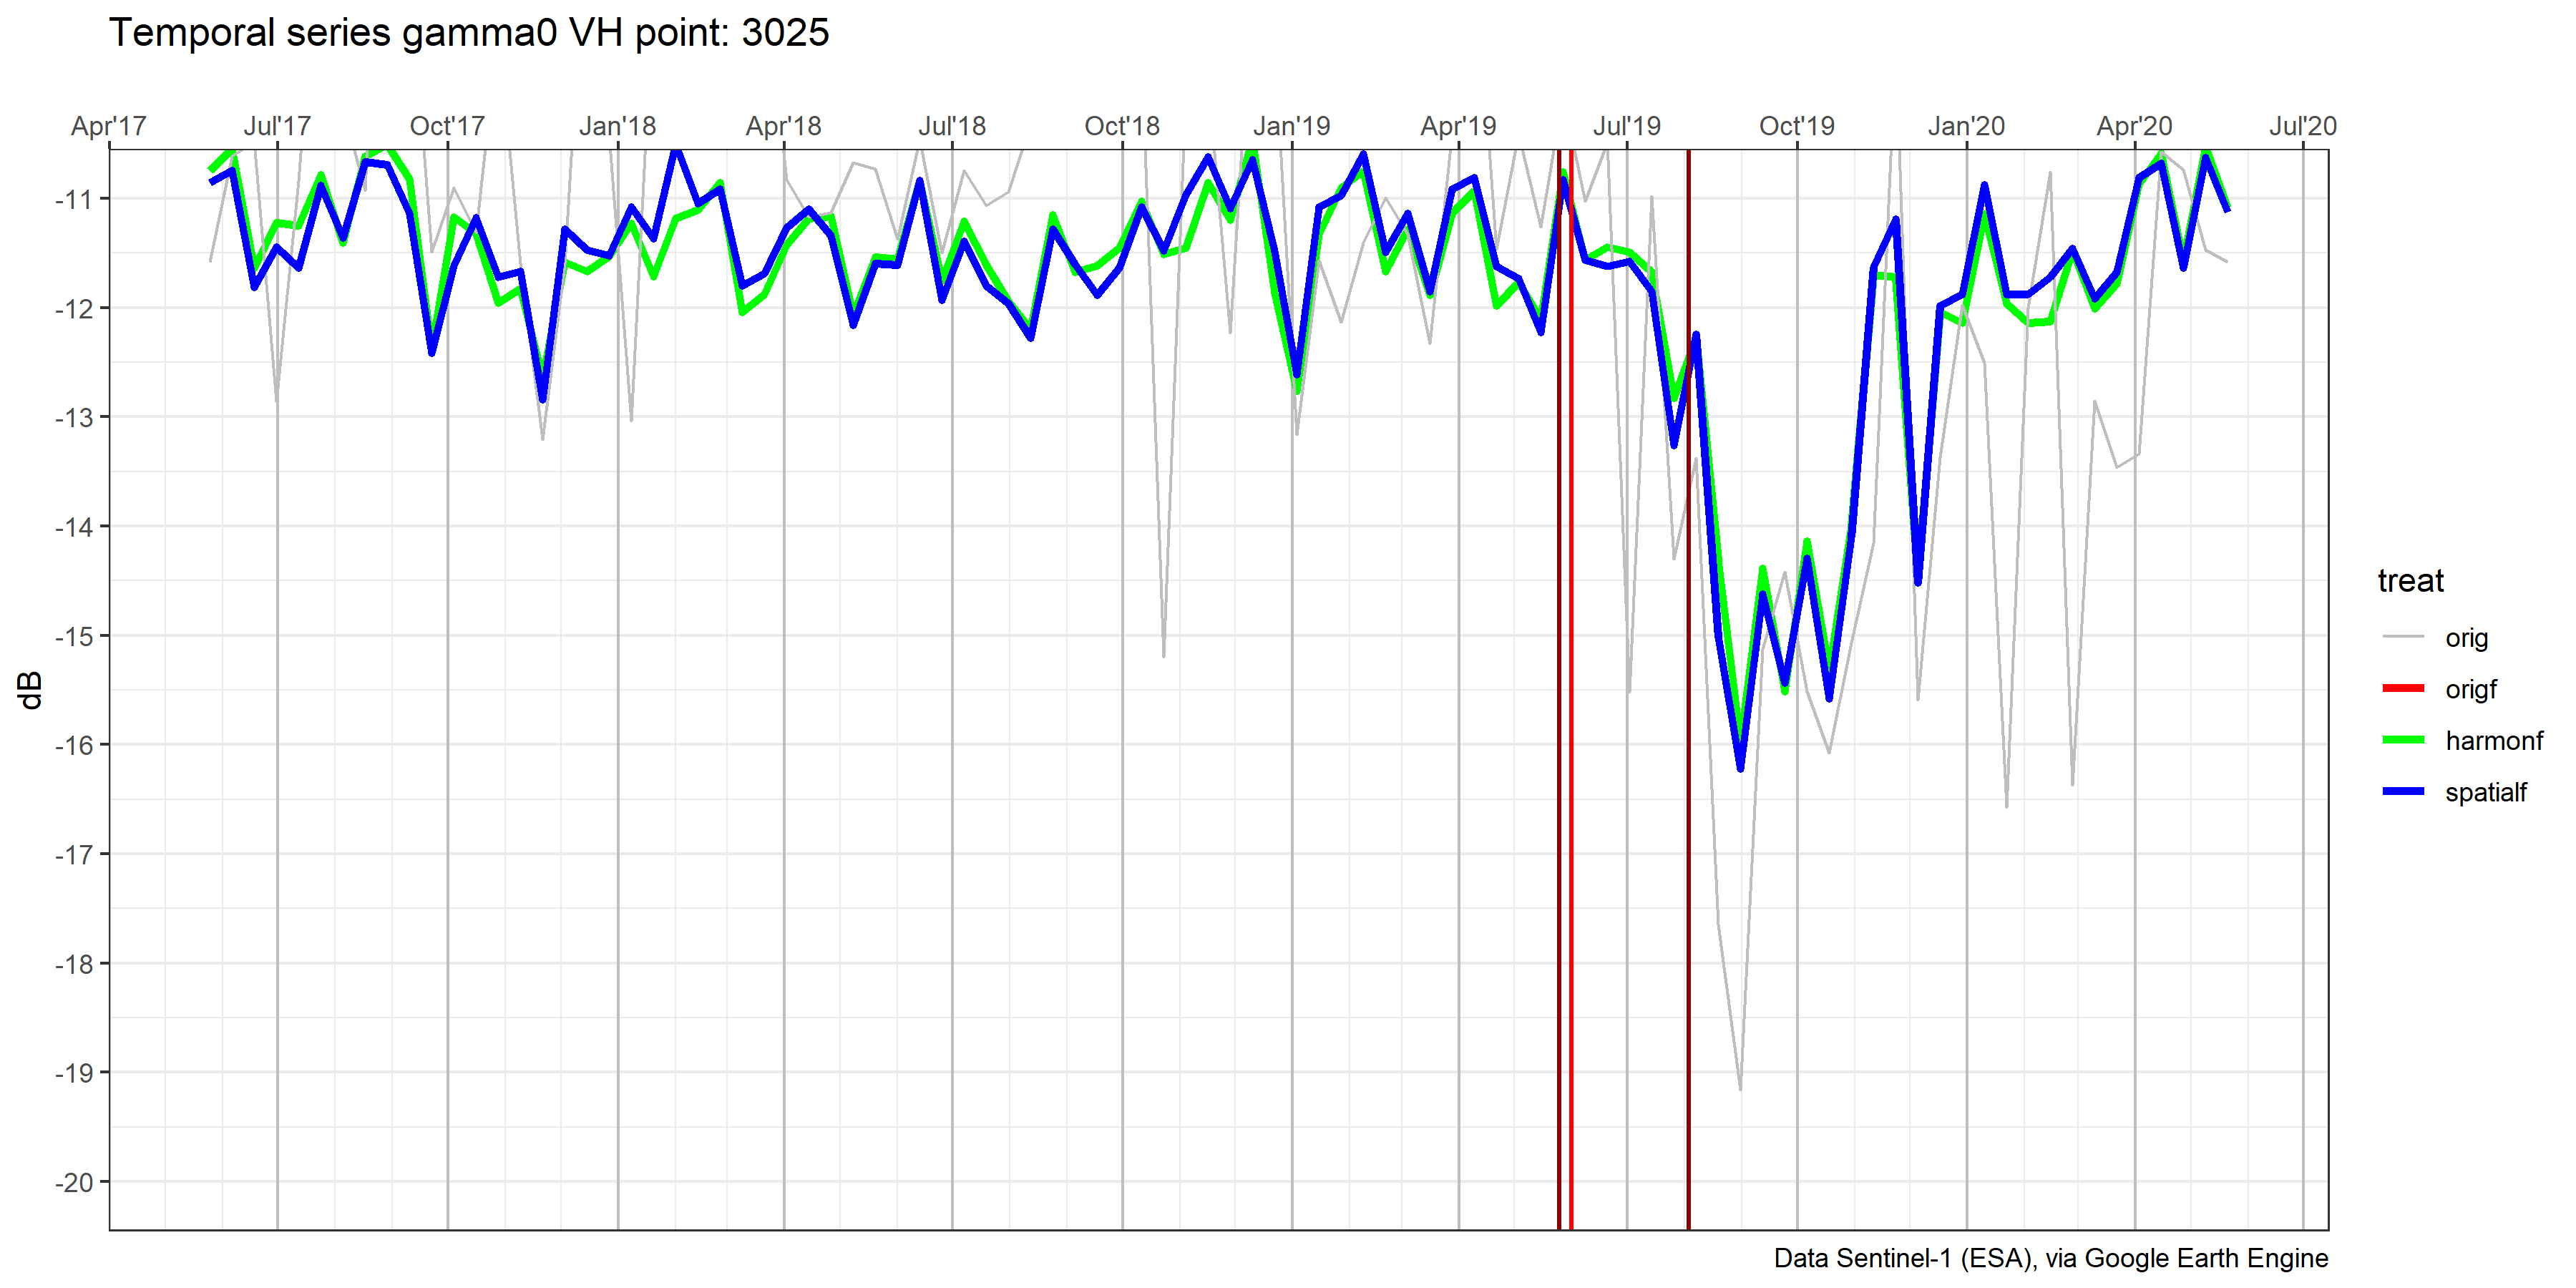 Temporal series gamma0 VH point: 3025
Apr'17 Jul'17 Oct'17 Jan'18 Apr'18 Jul'18 Oct'18 Jan'19 Apr'19 Jul'19 Oct'19 Jan'20 Apr'20 Jul'20
-11
-12
-13
-14
-15
-16
-17
-18
-19
-20
dB
treat
orig
origf
harmonf
spatialf
Data Sentinel-1 (ESA), via Google Earth Engine